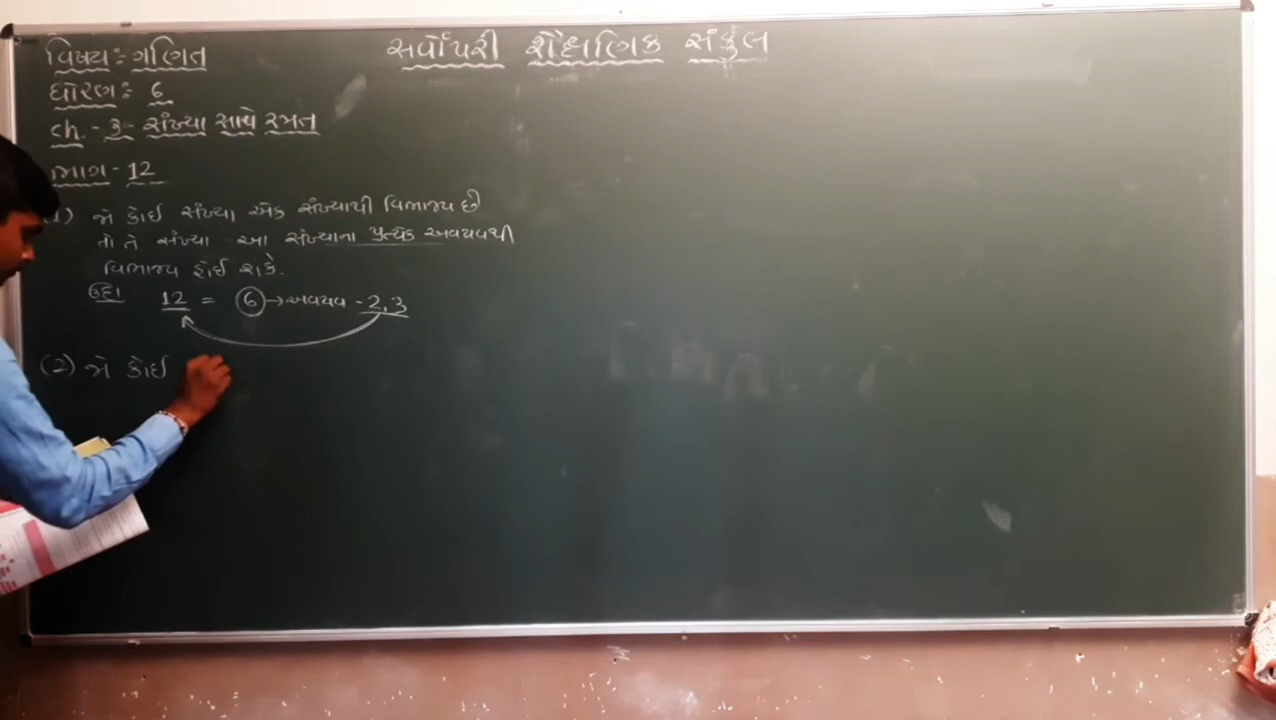 સર્વોપરી શૈક્ષણિક સંકુલ
વિષય : ગણિત
ધોરણ : 6
ch. - 3 - સંખ્યા સાથે રમત
ભાગ - 12
(1) જો કોઈ સંખ્યા એક સંખ્યાથી વિભાજ્ય છે
તો તે સંખ્યા આ સંખ્યાના પ્રત્યેક અવયવથી
વિભાજ્ય હોઈ શકે.
ઉદા 12 = 6 → અવયવ - 2, 3
(2) જો કોઈ